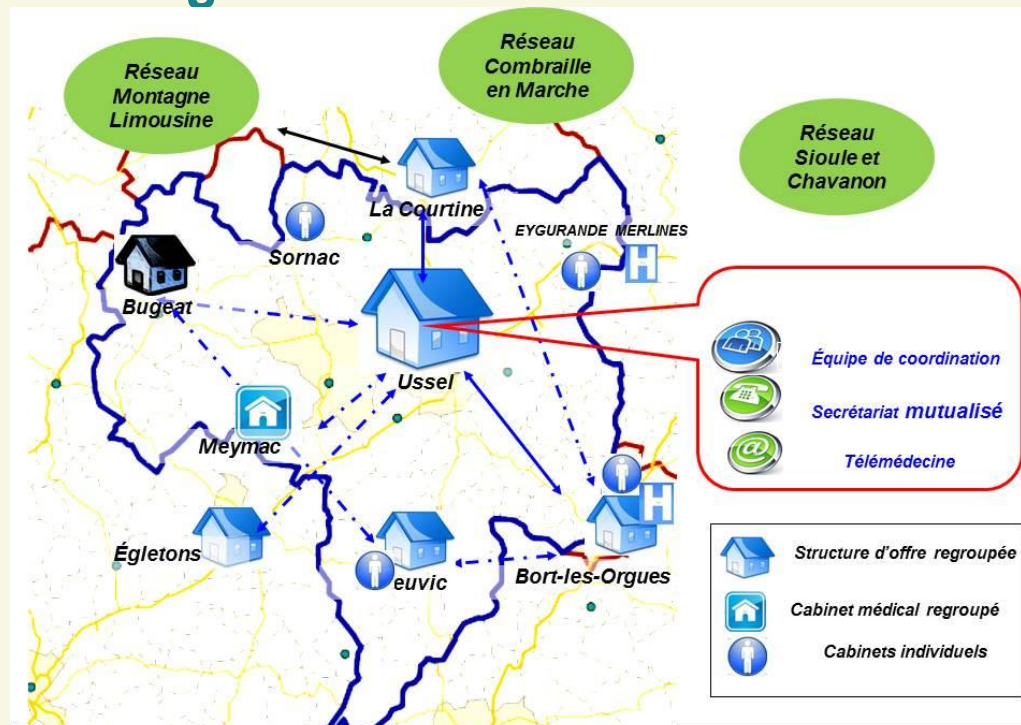 Réseau
Montagne
Limousine
Réseau
Combraille
en Marche
Réseau
Sioule et
Chavanon
La Courtine
EYGURANDE MERLINES
H
Sornac
Bugeat
Ussel
Équipe de coordination
Secrétariat mutualisé
@
Télémédecine
Meymac
Égletons
euvic
H
Bort-les-Orgues
Structure d'offre regroupée
Cabinet médical regroupé
Cabinets individuels